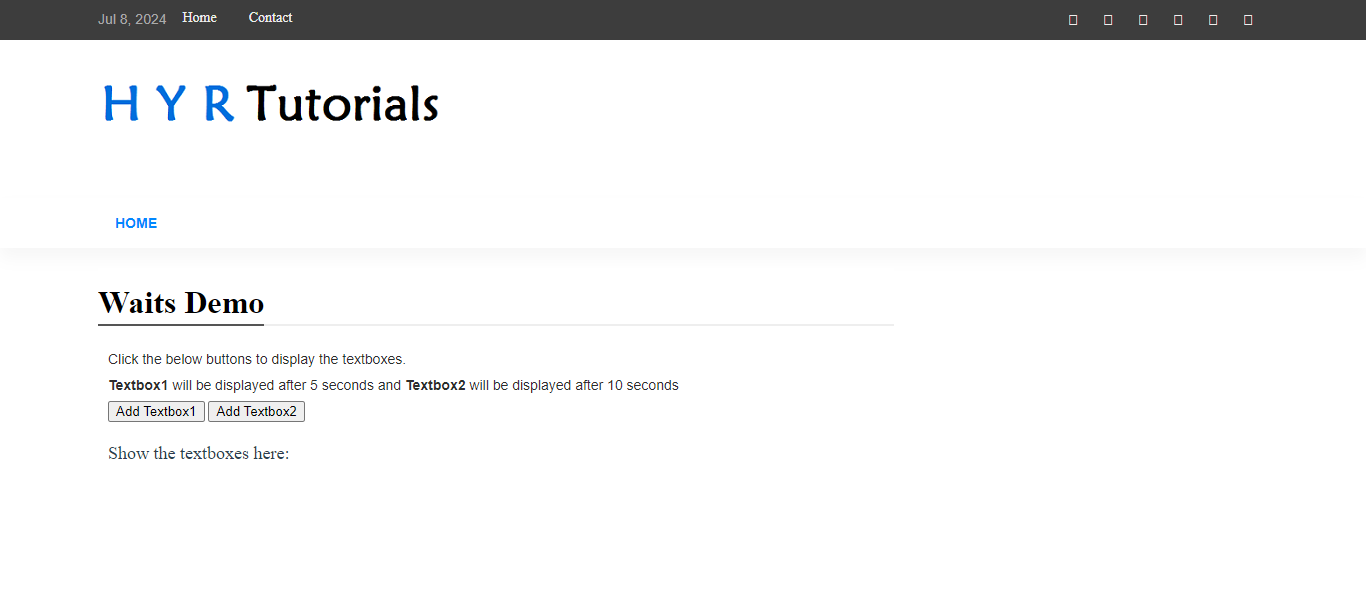 Jul 8, 2024 Home Contact
H Y R Tutorials
HOME
Waits Demo
Click the below buttons to display the textboxes.
Textbox1 will be displayed after 5 seconds and Textbox2 will be displayed after 10 seconds
Add Textbox1 Add Textbox2
Show the textboxes here: